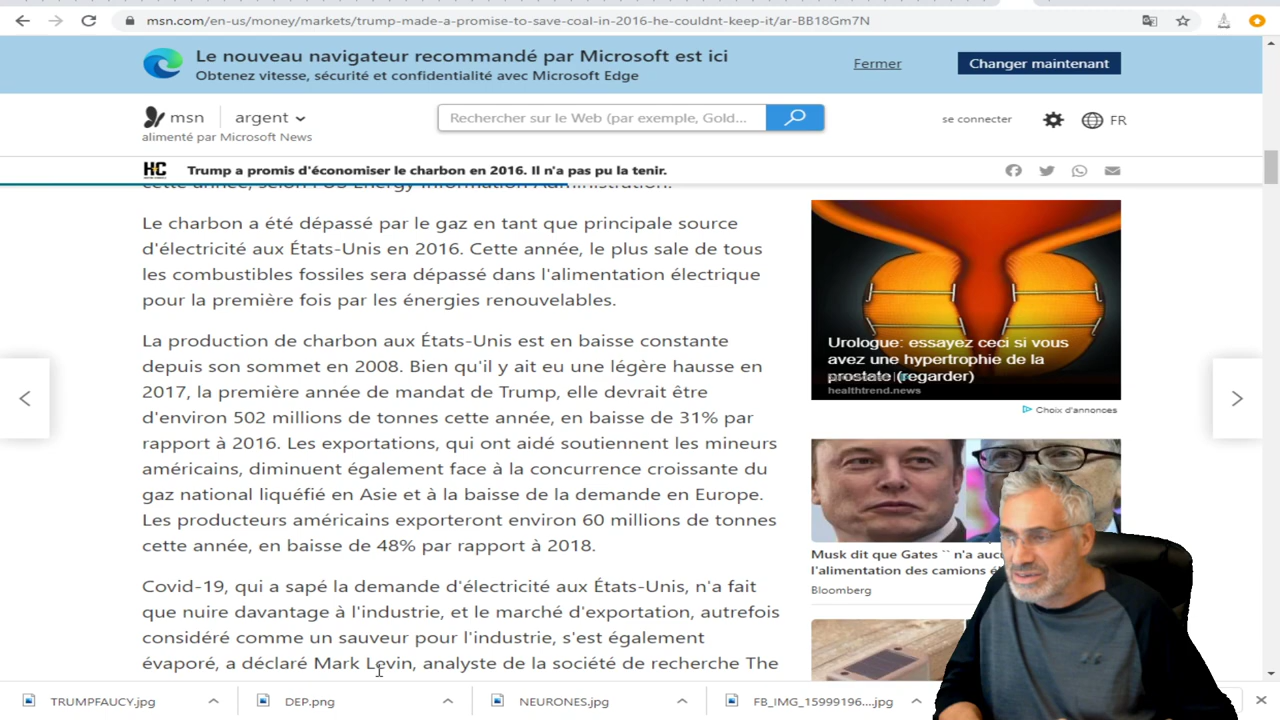 msn.com/en-us/money/markets/trump-made-a-promise-to-save-coal-in-2016-he-couldnt-keep-it/ar-BB18Gm7N
Le nouveau navigateur recommandé par Microsoft est ici
Obtenez vitesse, sécurité et confidentialité avec Microsoft Edge
Fermer
Changer maintenant
msn
argent
alimenté par Microsoft News
Rechercher sur le Web (par exemple, Gold...
se connecter
FR
HC
Trump a promis d'économiser le charbon en 2016. Il n'a pas pu la tenir.
cette année, selon l'US Energy Information Administration.
Le charbon a été dépassé par le gaz en tant que principale source
d'électricité aux États-Unis en 2016. Cette année, le plus sale de tous
les combustibles fossiles sera dépassé dans l'alimentation électrique
pour la première fois par les énergies renouvelables.
La production de charbon aux États-Unis est en baisse constante
depuis son sommet en 2008. Bien qu'il y ait eu une légère hausse en
2017, la première année de mandat de Trump, elle devrait être
d'environ 502 millions de tonnes cette année, en baisse de 31% par
rapport à 2016. Les exportations, qui ont aidé soutiennent les mineurs
américains, diminuent également face à la concurrence croissante du
gaz national liquéfié en Asie et à la baisse de la demande en Europe.
Les producteurs américains exporteront environ 60 millions de tonnes
cette année, en baisse de 48% par rapport à 2018.
Covid-19, qui a sapé la demande d'électricité aux États-Unis, n'a fait
que nuire davantage à l'industrie, et le marché d'exportation, autrefois
considéré comme un sauveur pour l'industrie, s'est également
évaporé, a déclaré Mark Levin, analyste de la société de recherche The
Urologue: essayez ceci si vous
avez une hypertrophie de la
prostate (regarder)
healthtrend.news
Choix d'annonces
Musk dit que Gates `` n'a
l'alimentation des camions
Bloomberg
TRUMPFAUCY.jpg
DEP.png
NEURONES.jpg
FB_IMG_15999196....jpg